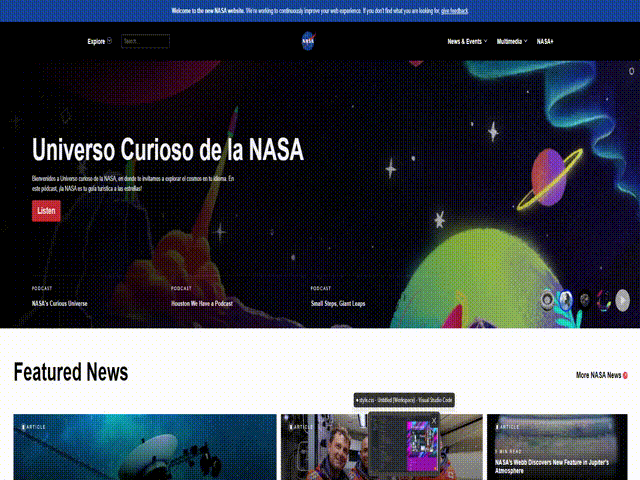 Welcome to the new NASA website. We're working to continuously improve your web experience. If you don't find what you are looking for, give feedback.
Explore
Search...
NASA
News & Events
Multimedia
NASA+
Universo Curioso de la NASA
Bienvenidos a Universo curioso de la NASA, en donde te invitamos a explorar el cosmos en tu idioma. En
este pódcast, ¡la NASA es tu guía turística a las estrellas!
Listen
PODCAST
NASA's Curious Universe
PODCAST
Houston We Have a Podcast
PODCAST
Small Steps, Giant Leaps
Featured News
More NASA News
● style.css - Untitled (Workspace) - Visual Studio Code
ARTICLE
ARTICLE
ARTICLE
5 MIN READ
NASA's Webb Discovers New Feature in Jupiter's
Atmosphere